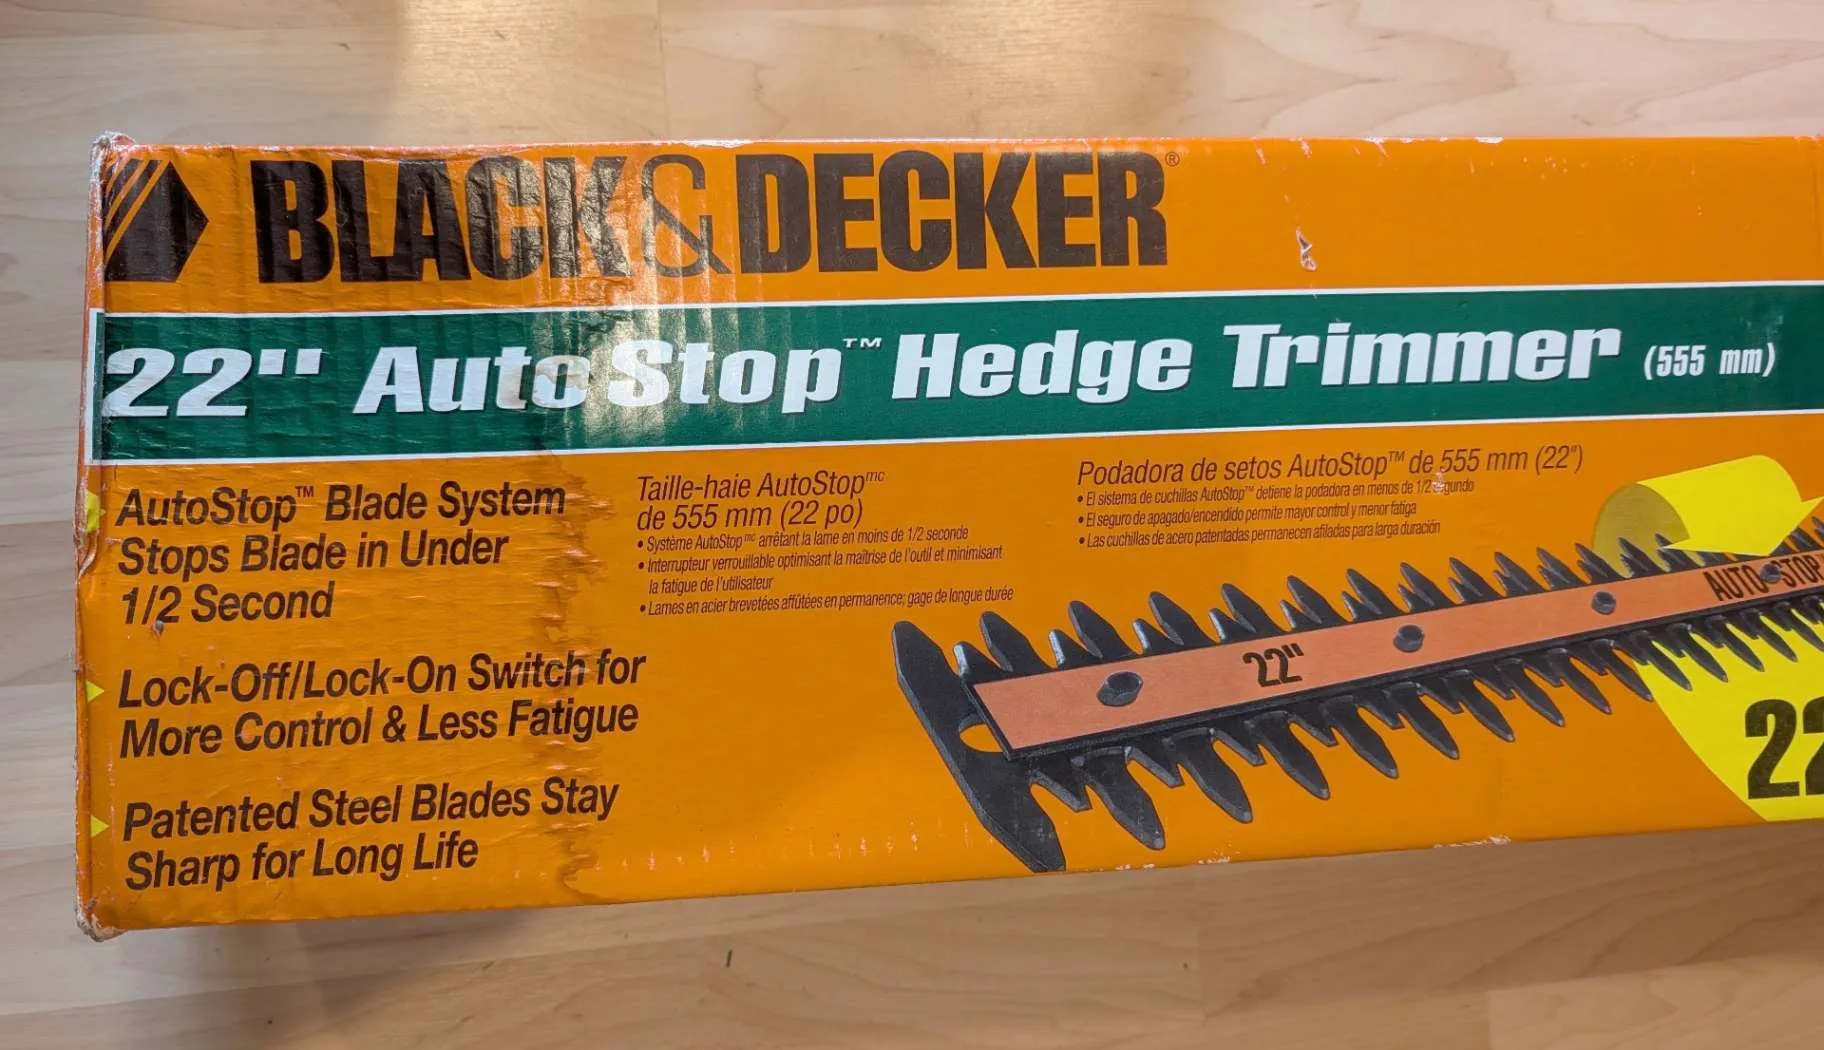 BLACK&DECKER®
22" AutoStop™ Hedge Trimmer (555 mm)
AutoStop™ Blade System
Stops Blade in Under
1/2 Second
Lock-Off/Lock-On Switch for
More Control & Less Fatigue
Patented Steel Blades Stay
Sharp for Long Life
Taille-haie AutoStopmc
de 555 mm (22 po)
• Système AutoStop mc arrêtant la lame en moins de 1/2 seconde
• Interrupteur verrouillable optimisant la maîtrise de l'outil et minimisant
la fatigue de l'utilisateur
• Lames en acier brevetées affûtées en permanence; gage de longue durée
Podadora de setos AutoStop™ de 555 mm (22")
• El sistema de cuchillas AutoStop™ detiene la podadora en menos de 1/2 segundo
• El seguro de apagado/encendido permite mayor control y menor fatiga
• Las cuchillas de acero patentadas permanecen afiladas para larga duración
22"
AUTO STOP
22